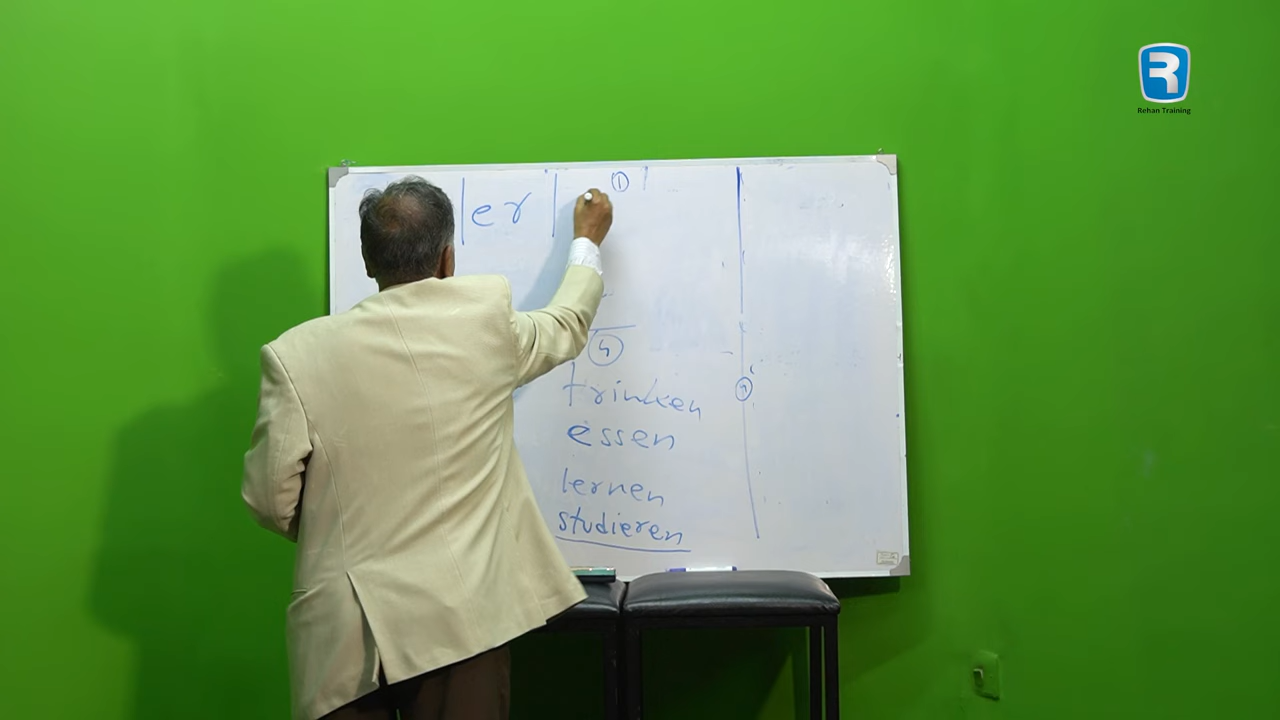 Rehan Training
①
| er |
④
trinken
essen
lernen
studieren